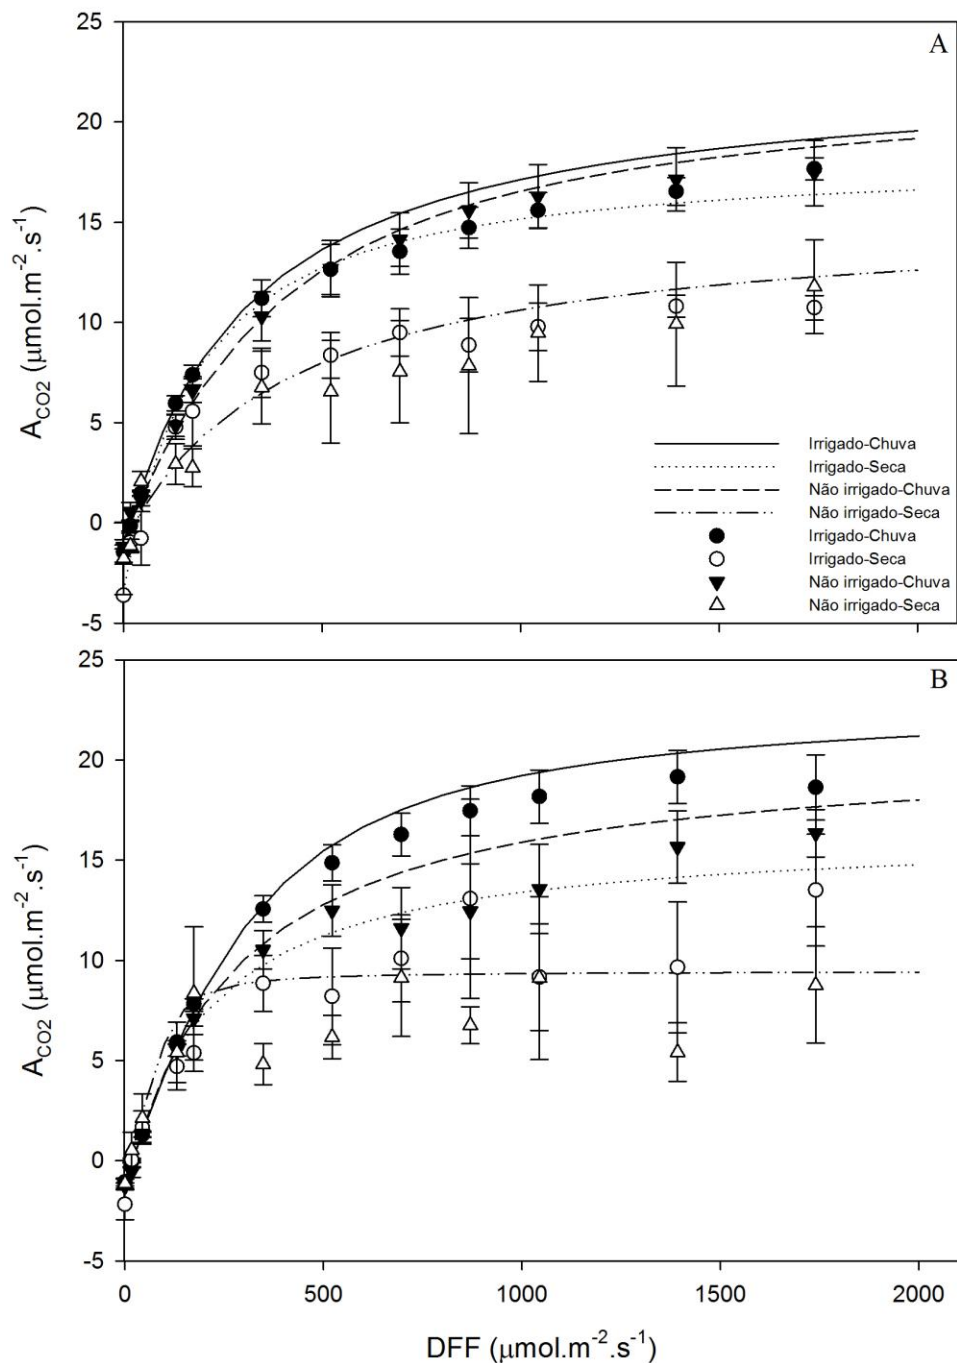 A
25
20
15
10
5
0
-5
A_CO2 (μmol.m⁻².s⁻¹)
Irrigado-Chuva
Irrigado-Seca
Não irrigado-Chuva
Não irrigado-Seca
Irrigado-Chuva
Irrigado-Seca
Não irrigado-Chuva
Não irrigado-Seca
B
25
20
15
10
5
0
-5
A_CO2 (μmol.m⁻².s⁻¹)
0 500 1000 1500 2000
DFF (μmol.m⁻².s⁻¹)